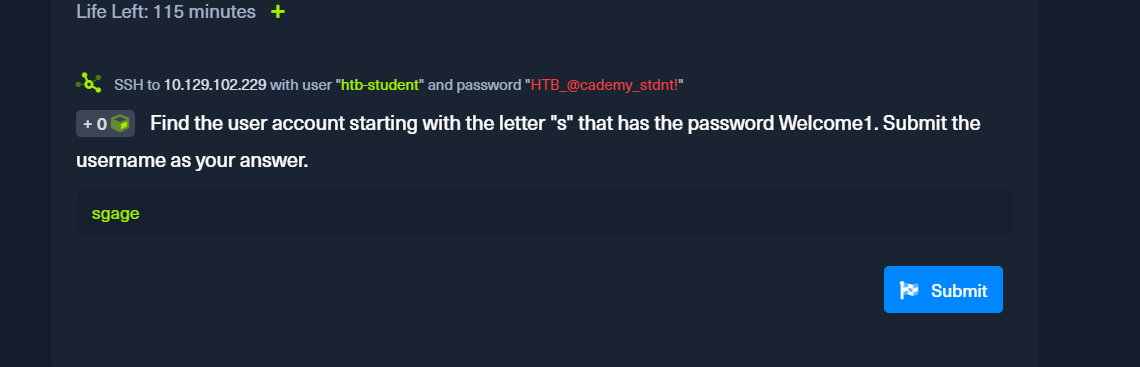 Life Left: 115 minutes +
SSH to 10.129.102.229 with user "htb-student" and password "HTB_@cademy_stdnt!"
+ 0 Find the user account starting with the letter "s" that has the password Welcome1. Submit the
username as your answer.
sgage
Submit